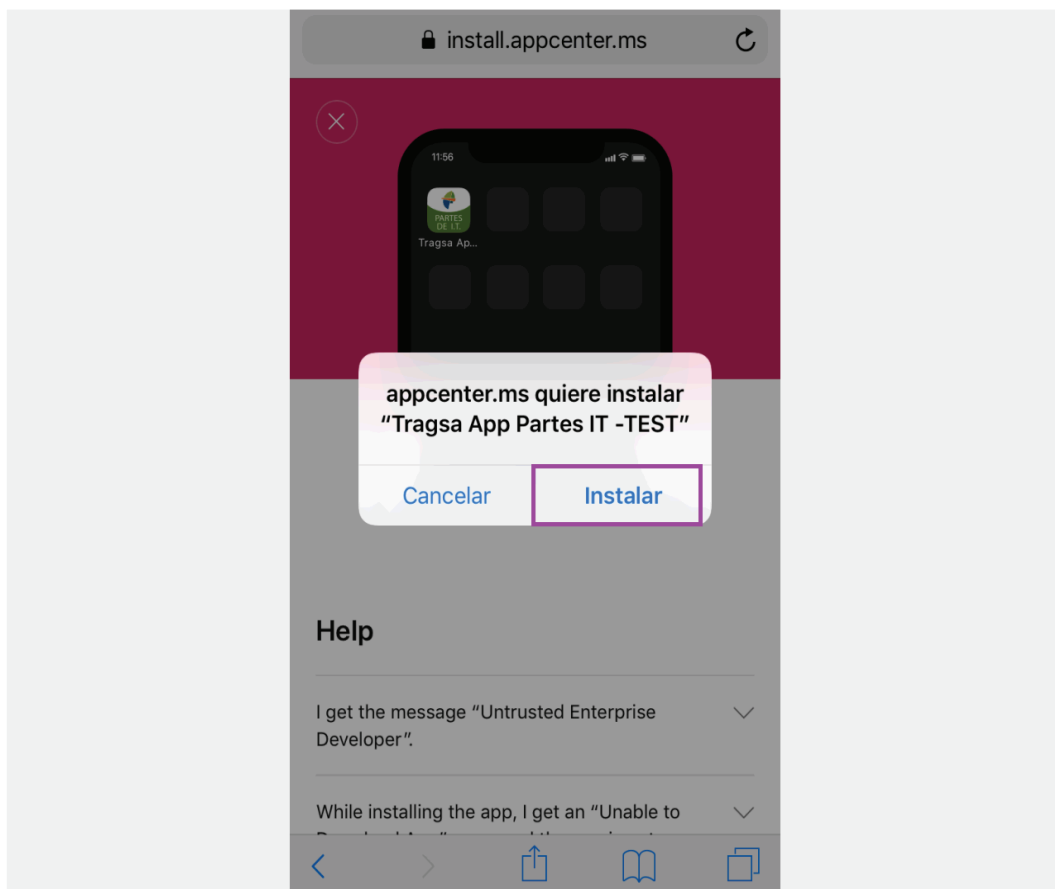 install.appcenter.ms
11:56
PARTES
DE I.T.
Tragsa Ap...
appcenter.ms quiere instalar
“Tragsa App Partes IT -TEST”
Cancelar Instalar
Help
I get the message “Untrusted Enterprise
Developer”.
While installing the app, I get an “Unable to